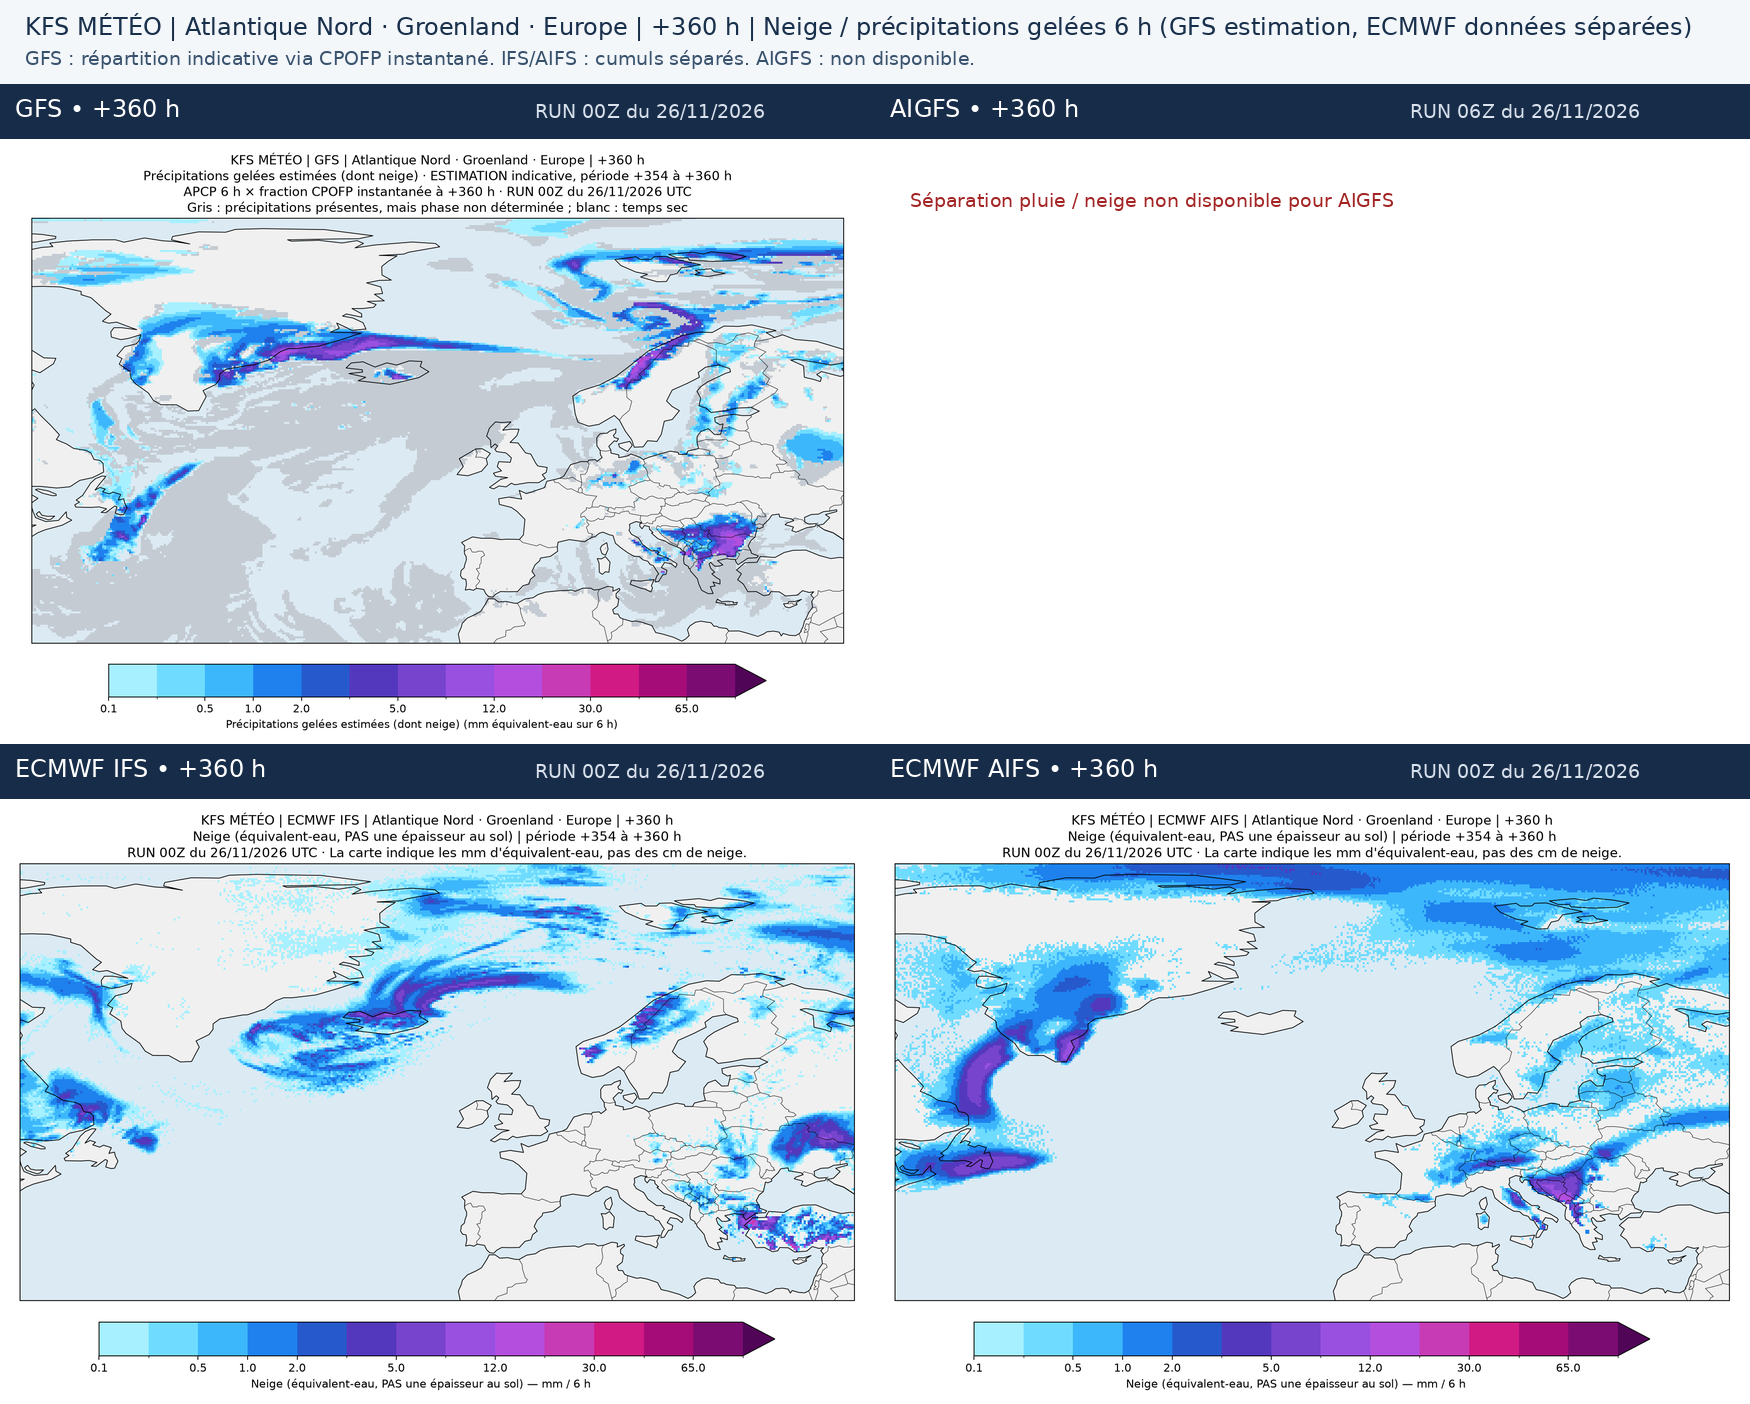 KFS MÉTÉO | Atlantique Nord · Groenland · Europe | +360 h | Neige / précipitations gelées 6 h (GFS estimation, ECMWF données séparées)
GFS : répartition indicative via CPOFP instantané. IFS/AIFS : cumuls séparés. AIGFS : non disponible.
GFS • +360 h
RUN 00Z du 26/11/2026
AIGFS • +360 h
RUN 06Z du 26/11/2026
KFS MÉTÉO | GFS | Atlantique Nord · Groenland · Europe | +360 h
Précipitations gelées estimées (dont neige) · ESTIMATION indicative, période +354 à +360 h
APCP 6 h × fraction CPOFP instantanée à +360 h · RUN 00Z du 26/11/2026 UTC
Gris : précipitations présentes, mais phase non déterminée ; blanc : temps sec
Séparation pluie / neige non disponible pour AIGFS
0.1 0.5 1.0 2.0 5.0 12.0 30.0 65.0
Précipitations gelées estimées (dont neige) (mm équivalent-eau sur 6 h)
ECMWF IFS • +360 h
RUN 00Z du 26/11/2026
ECMWF AIFS • +360 h
RUN 00Z du 26/11/2026
KFS MÉTÉO | ECMWF IFS | Atlantique Nord · Groenland · Europe | +360 h
Neige (équivalent-eau, PAS une épaisseur au sol) | période +354 à +360 h
RUN 00Z du 26/11/2026 UTC · La carte indique les mm d'équivalent-eau, pas des cm de neige.
0.1 0.5 1.0 2.0 5.0 12.0 30.0 65.0
Neige (équivalent-eau, PAS une épaisseur au sol) — mm / 6 h
KFS MÉTÉO | ECMWF AIFS | Atlantique Nord · Groenland · Europe | +360 h
Neige (équivalent-eau, PAS une épaisseur au sol) | période +354 à +360 h
RUN 00Z du 26/11/2026 UTC · La carte indique les mm d'équivalent-eau, pas des cm de neige.
0.1 0.5 1.0 2.0 5.0 12.0 30.0 65.0
Neige (équivalent-eau, PAS une épaisseur au sol) — mm / 6 h